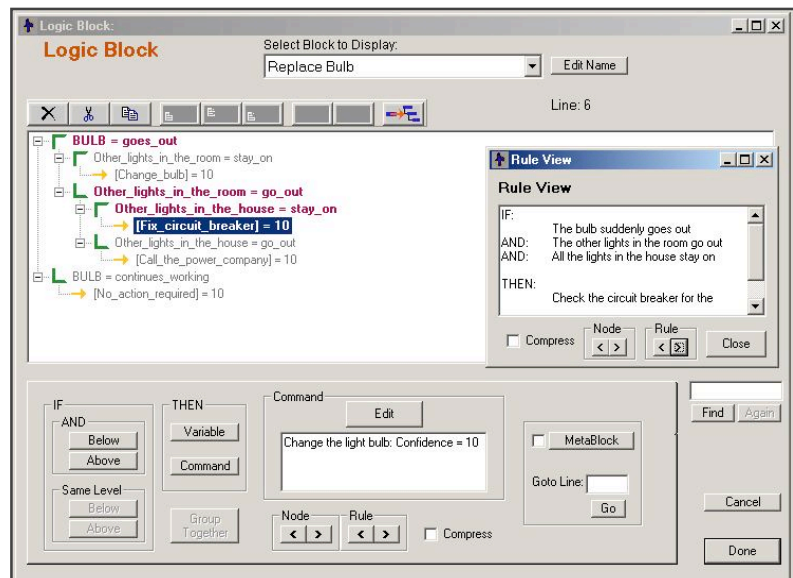 Logic Block:
Logic Block
Select Block to Display:
Replace Bulb
Edit Name
Line: 6
BULB = goes_out
Other_lights_in_the_room = stay_on
[Change_bulb] = 10
Other_lights_in_the_room = go_out
Other_lights_in_the_house = stay_on
[Fix_circuit_breaker] = 10
Other_lights_in_the_house = go_out
[Call_the_power_company] = 10
BULB = continues_working
[No_action_required] = 10
Rule View
Rule View
IF:
The bulb suddenly goes out
AND: The other lights in the room go out
AND: All the lights in the house stay on
THEN:
Check the circuit breaker for the
Compress
Node
< >
Rule
< >
Close
IF
AND
Below
Above
Same Level
Below
Above
THEN
Variable
Command
Group
Together
Command
Edit
Change the light bulb: Confidence = 10
Node
< >
Rule
< >
Compress
MetaBlock
Goto Line:
Go
Find Again
Cancel
Done